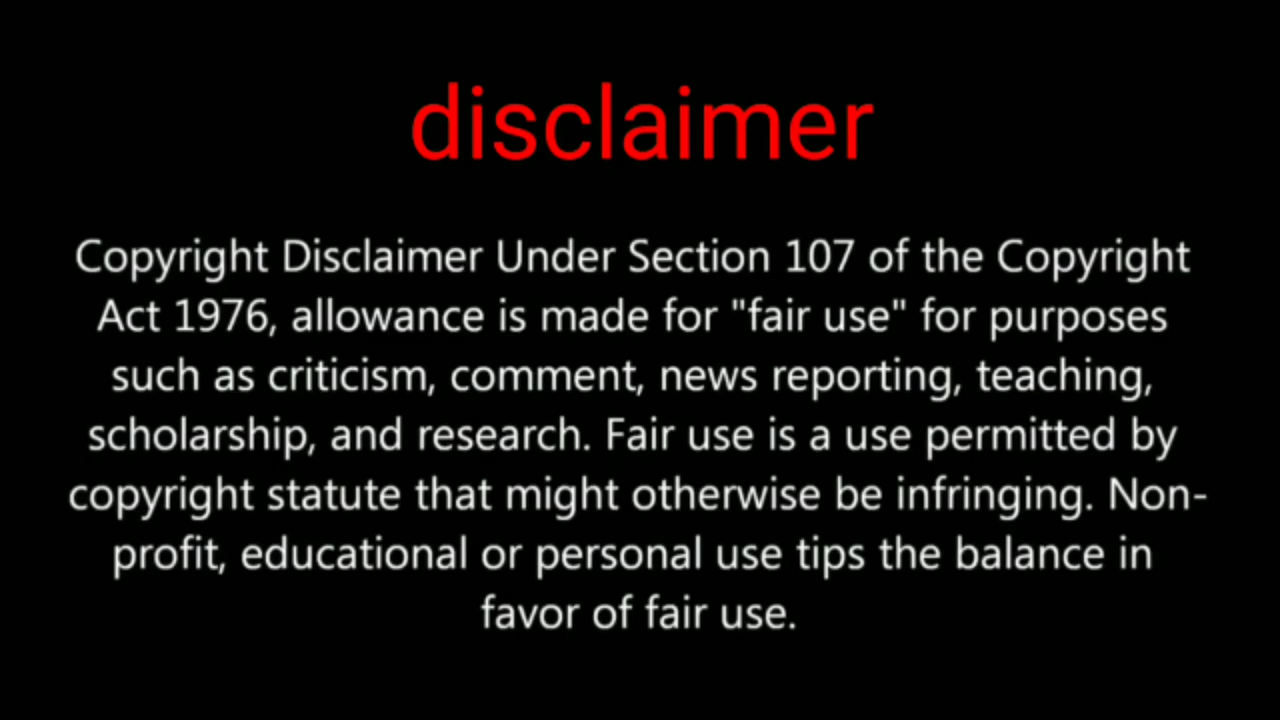 disclaimer
Copyright Disclaimer Under Section 107 of the Copyright
Act 1976, allowance is made for "fair use" for purposes
such as criticism, comment, news reporting, teaching,
scholarship, and research. Fair use is a use permitted by
copyright statute that might otherwise be infringing. Non-
profit, educational or personal use tips the balance in
favor of fair use.